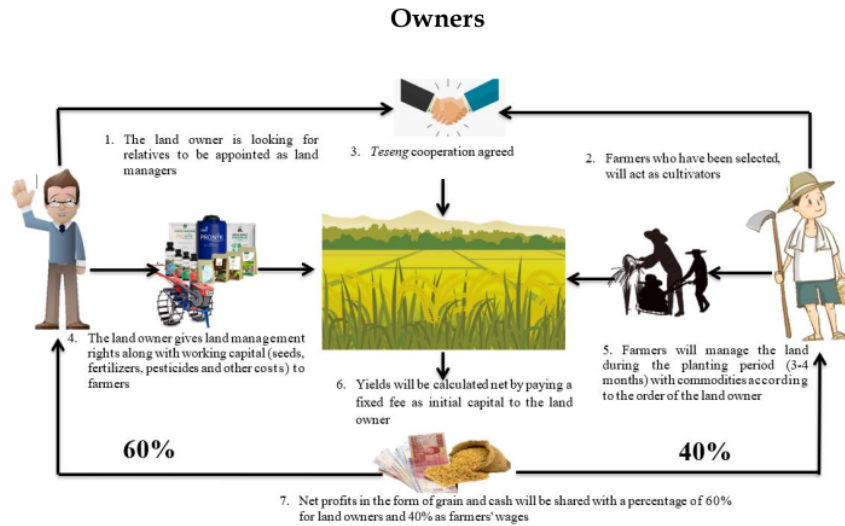 Owners
1. The land owner is looking for
relatives to be appointed as land
managers
3. Teseng cooperation agreed
2. Farmers who have been selected,
will act as cultivators
PRONIK
4. The land owner gives land management
rights along with working capital (seeds,
fertilizers, pesticides and other costs) to
farmers
6. Yields will be calculated net by paying a
fixed fee as initial capital to the land
owner
5. Farmers will manage the land
during the planting period (3-4
months) with commodities according
to the order of the land owner
60%
40%
7. Net profits in the form of grain and cash will be shared with a percentage of 60%
for land owners and 40% as farmers' wages